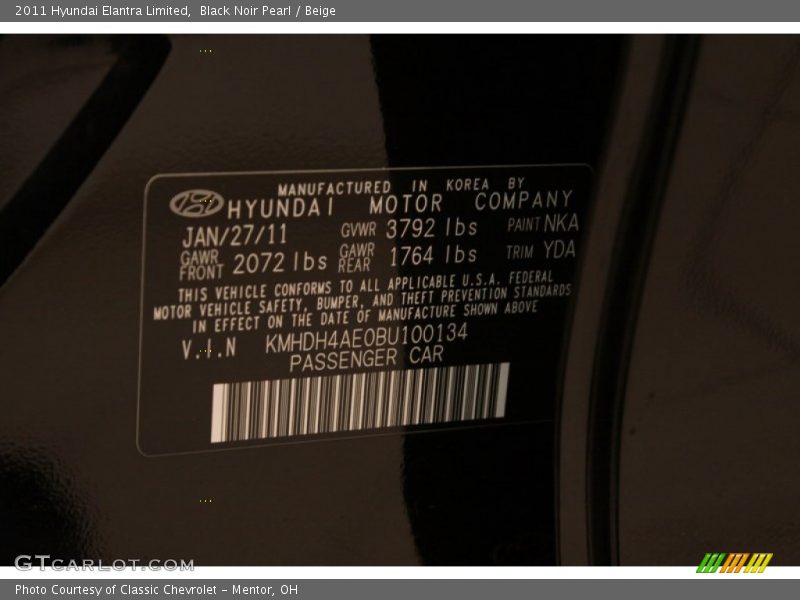 2011 Hyundai Elantra Limited, Black Noir Pearl / Beige
MANUFACTURED IN KOREA BY
HYUNDAI MOTOR COMPANY
JAN/27/11 GVWR 3792 lbs PAINT NKA
GAWR FRONT 2072 lbs GAWR REAR 1764 lbs TRIM YDA
THIS VEHICLE CONFORMS TO ALL APPLICABLE U.S.A. FEDERAL
MOTOR VEHICLE SAFETY, BUMPER, AND THEFT PREVENTION STANDARDS
IN EFFECT ON THE DATE OF MANUFACTURE SHOWN ABOVE
V.I.N KMHDH4AE0BU100134
PASSENGER CAR
GTCARLOT.COM
Photo Courtesy of Classic Chevrolet - Mentor, OH